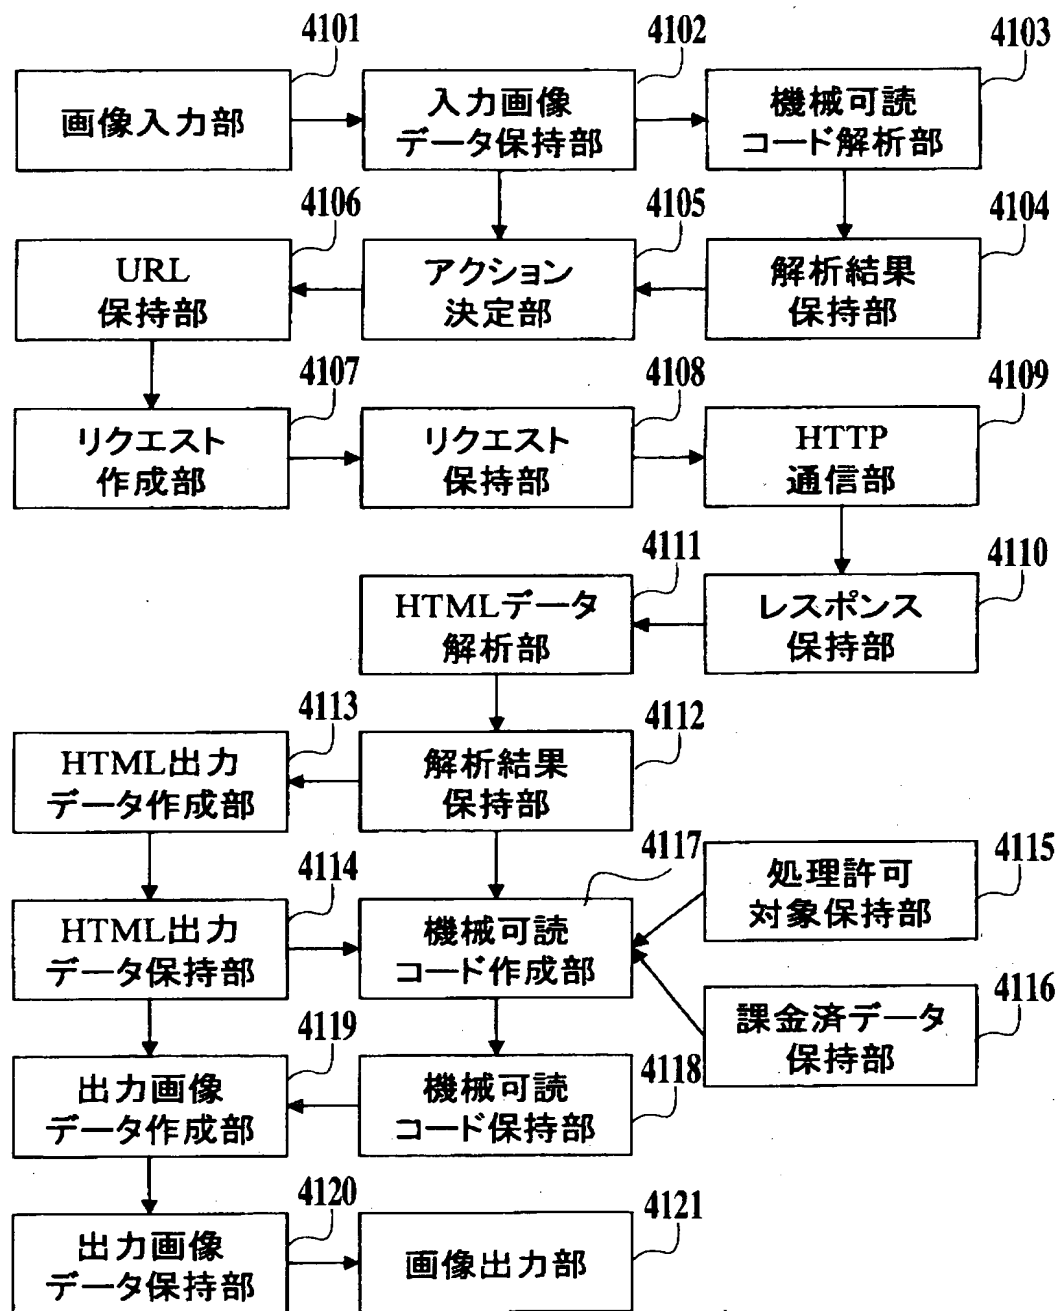 4101
画像入力部
4102
入力画像
データ保持部
4103
機械可読
コード解析部
4106
URL
保持部
4105
アクション
決定部
4104
解析結果
保持部
4107
リクエスト
作成部
4108
リクエスト
保持部
4109
HTTP
通信部
4111
HTMLデータ
解析部
4110
レスポンス
保持部
4113
HTML出力
データ作成部
4112
解析結果
保持部
4114
HTML出力
データ保持部
4117
機械可読
コード作成部
4115
処理許可
対象保持部
4116
課金済データ
保持部
4119
出力画像
データ作成部
4118
機械可読
コード保持部
4120
出力画像
データ保持部
4121
画像出力部